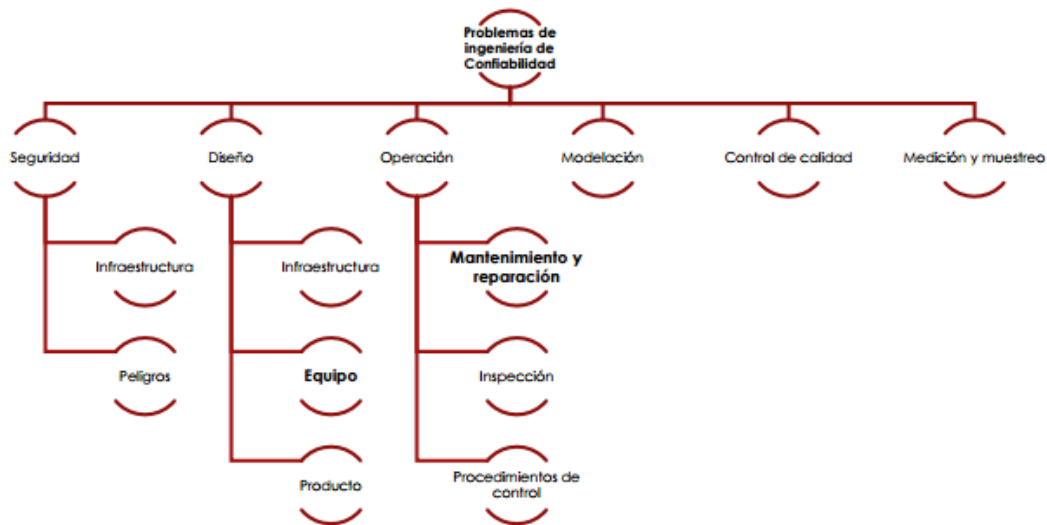 Problemas de
ingeniería de
Confiabilidad
Seguridad
Diseño
Operación
Modelación
Control de calidad
Medición y muestreo
Infraestructura
Infraestructura
Mantenimiento y
reparación
Peligros
Equipo
Inspección
Producto
Procedimientos de
control